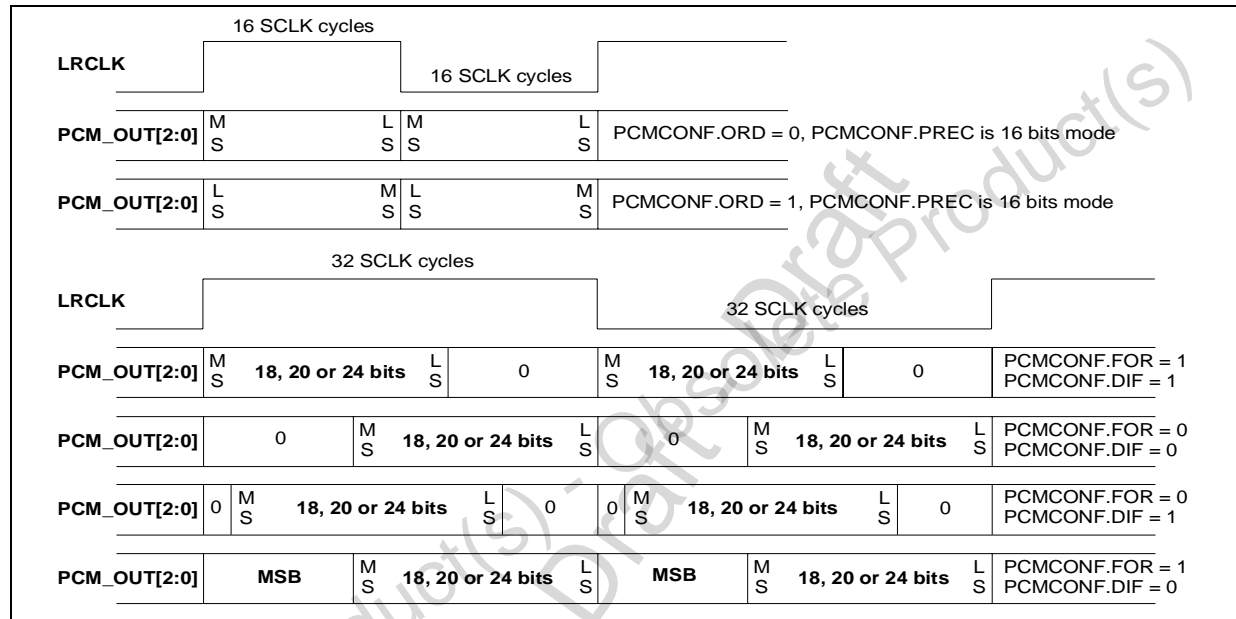 16 SCLK cycles
LRCLK
16 SCLK cycles
PCM_OUT[2:0] M S L S M S L S PCMCONF.ORD = 0, PCMCONF.PREC is 16 bits mode
PCM_OUT[2:0] L S M S L S M S PCMCONF.ORD = 1, PCMCONF.PREC is 16 bits mode
32 SCLK cycles
LRCLK
32 SCLK cycles
PCM_OUT[2:0] M S 18, 20 or 24 bits L S 0 M S 18, 20 or 24 bits L S 0 PCMCONF.FOR = 1
PCMCONF.DIF = 1
PCM_OUT[2:0] 0 M S 18, 20 or 24 bits L S 0 M S 18, 20 or 24 bits L S PCMCONF.FOR = 0
PCMCONF.DIF = 0
PCM_OUT[2:0] 0 M S 18, 20 or 24 bits L S 0 0 M S 18, 20 or 24 bits L S 0 PCMCONF.FOR = 0
PCMCONF.DIF = 1
PCM_OUT[2:0] MSB M S 18, 20 or 24 bits L S MSB M S 18, 20 or 24 bits L S PCMCONF.FOR = 1
PCMCONF.DIF = 0
Draft
Draft
duct(s) - Obsolete Product(s)